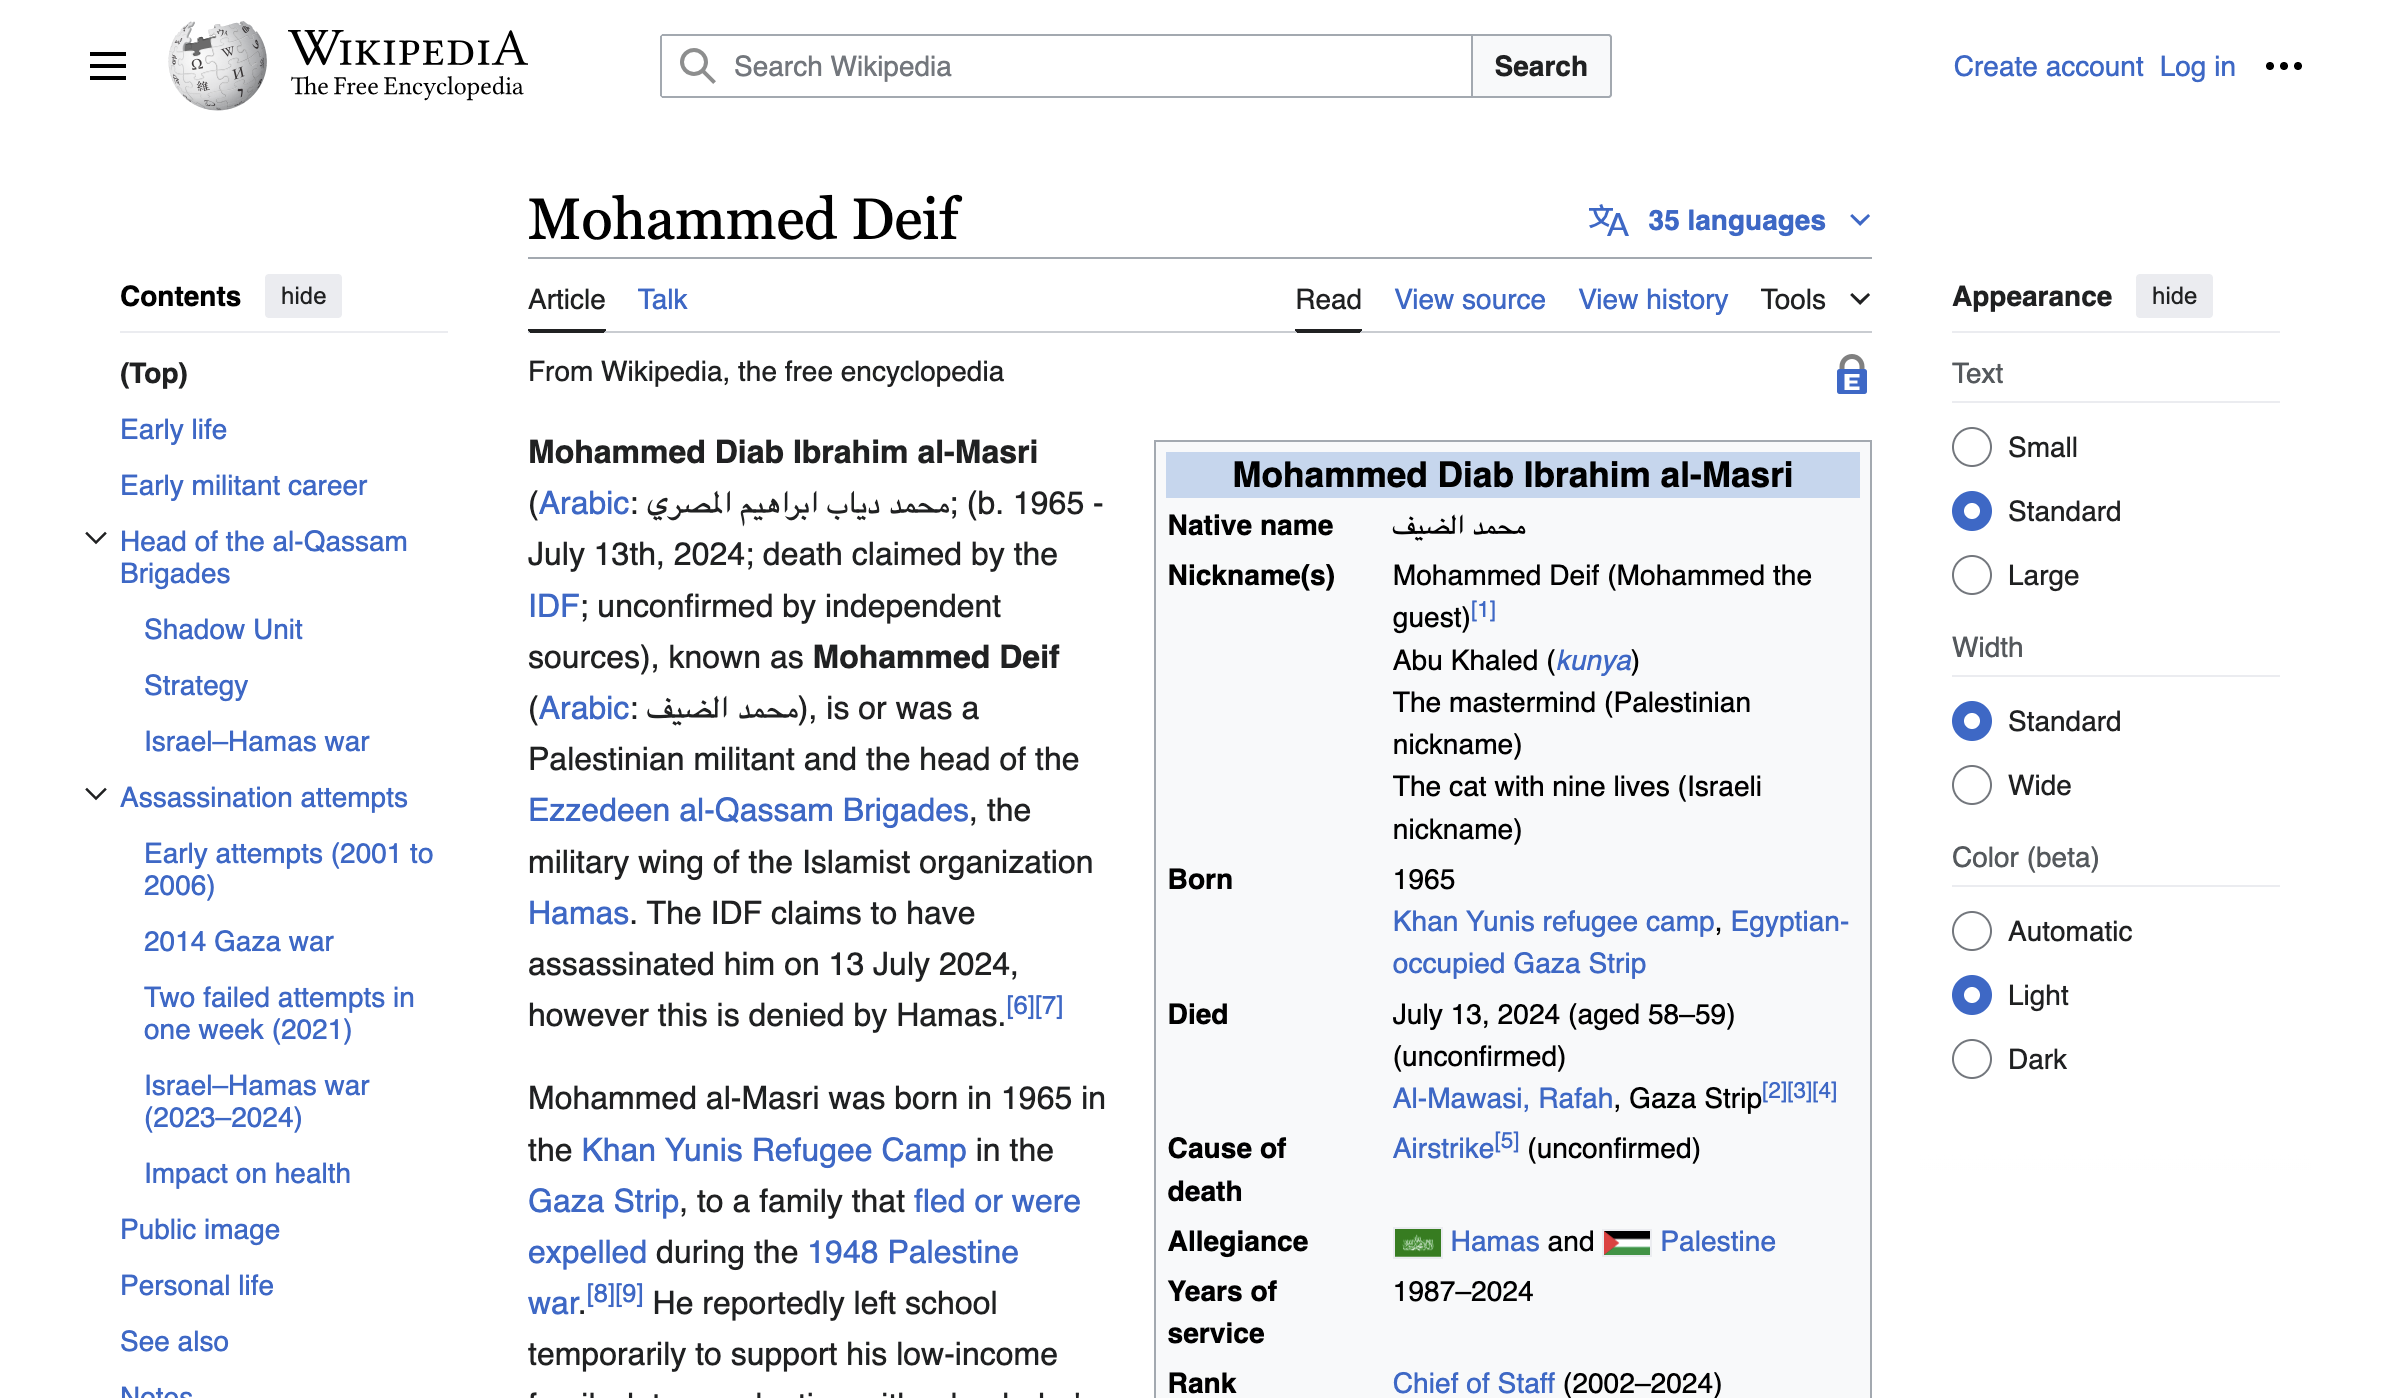 WIKIPEDIA
The Free Encyclopedia
Search Wikipedia
Search
Create account Log in
Mohammed Deif
35 languages
Contents hide
(Top)
Early life
Early militant career
Head of the al-Qassam
Brigades
Shadow Unit
Strategy
Israel–Hamas war
Assassination attempts
Early attempts (2001 to
2006)
2014 Gaza war
Two failed attempts in
one week (2021)
Israel–Hamas war
(2023–2024)
Impact on health
Public image
Personal life
See also
Notes
Article Talk
Read View source View history Tools
From Wikipedia, the free encyclopedia
E
Mohammed Diab Ibrahim al-Masri
(Arabic: محمد دياب ابراهيم المصري; (b. 1965 -
July 13th, 2024; death claimed by the
IDF; unconfirmed by independent
sources), known as Mohammed Deif
(Arabic: محمد الضيف), is or was a
Palestinian militant and the head of the
Ezzedeen al-Qassam Brigades, the
military wing of the Islamist organization
Hamas. The IDF claims to have
assassinated him on 13 July 2024,
however this is denied by Hamas.[6][7]
Mohammed al-Masri was born in 1965 in
the Khan Yunis Refugee Camp in the
Gaza Strip, to a family that fled or were
expelled during the 1948 Palestine
war.[8][9] He reportedly left school
temporarily to support his low-income
Mohammed Diab Ibrahim al-Masri
Native name محمد الضيف
Nickname(s) Mohammed Deif (Mohammed the
guest)[1]
Abu Khaled (kunya)
The mastermind (Palestinian
nickname)
The cat with nine lives (Israeli
nickname)
Born 1965
Khan Yunis refugee camp, Egyptian-
occupied Gaza Strip
Died July 13, 2024 (aged 58–59)
(unconfirmed)
Al-Mawasi, Rafah, Gaza Strip[2][3][4]
Cause of
death
Airstrike[5] (unconfirmed)
Allegiance Hamas and Palestine
Years of
service
1987–2024
Rank Chief of Staff (2002–2024)
Appearance hide
Text
Small
Standard
Large
Width
Standard
Wide
Color (beta)
Automatic
Light
Dark